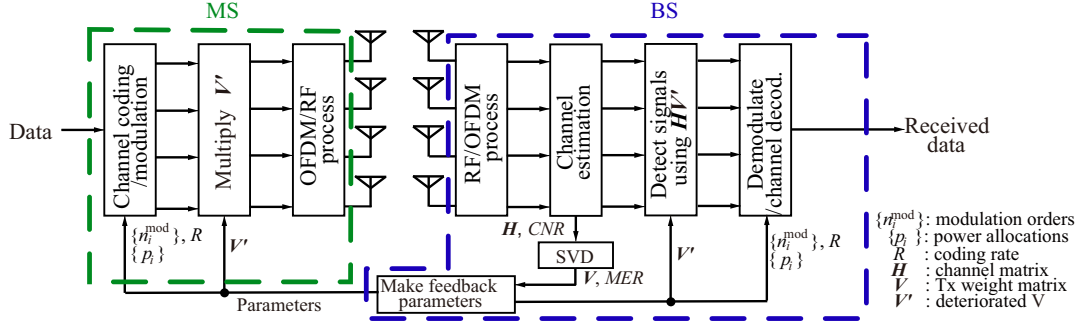 MS
BS
Data
Channel coding
/modulation
Multiply V'
OFDM/RF
process
RF/OFDM
process
Channel
estimation
Detect signals
using HV'
Demodulate
/channel decod.
Received
data
{n_i^mod}, R
{p_i}
V'
H, CNR
SVD
V, MER
Make feedback
parameters
Parameters
V'
{n_i^mod}, R
{p_i}
{n_i^mod}: modulation orders
{p_i}: power allocations
R : coding rate
H : channel matrix
V : Tx weight matrix
V' : deteriorated V